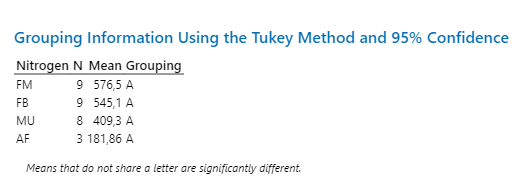 Grouping Information Using the Tukey Method and 95% Confidence
Nitrogen N Mean Grouping
FM 9 576,5 A
FB 9 545,1 A
MU 8 409,3 A
AF 3 181,86 A
Means that do not share a letter are significantly different.